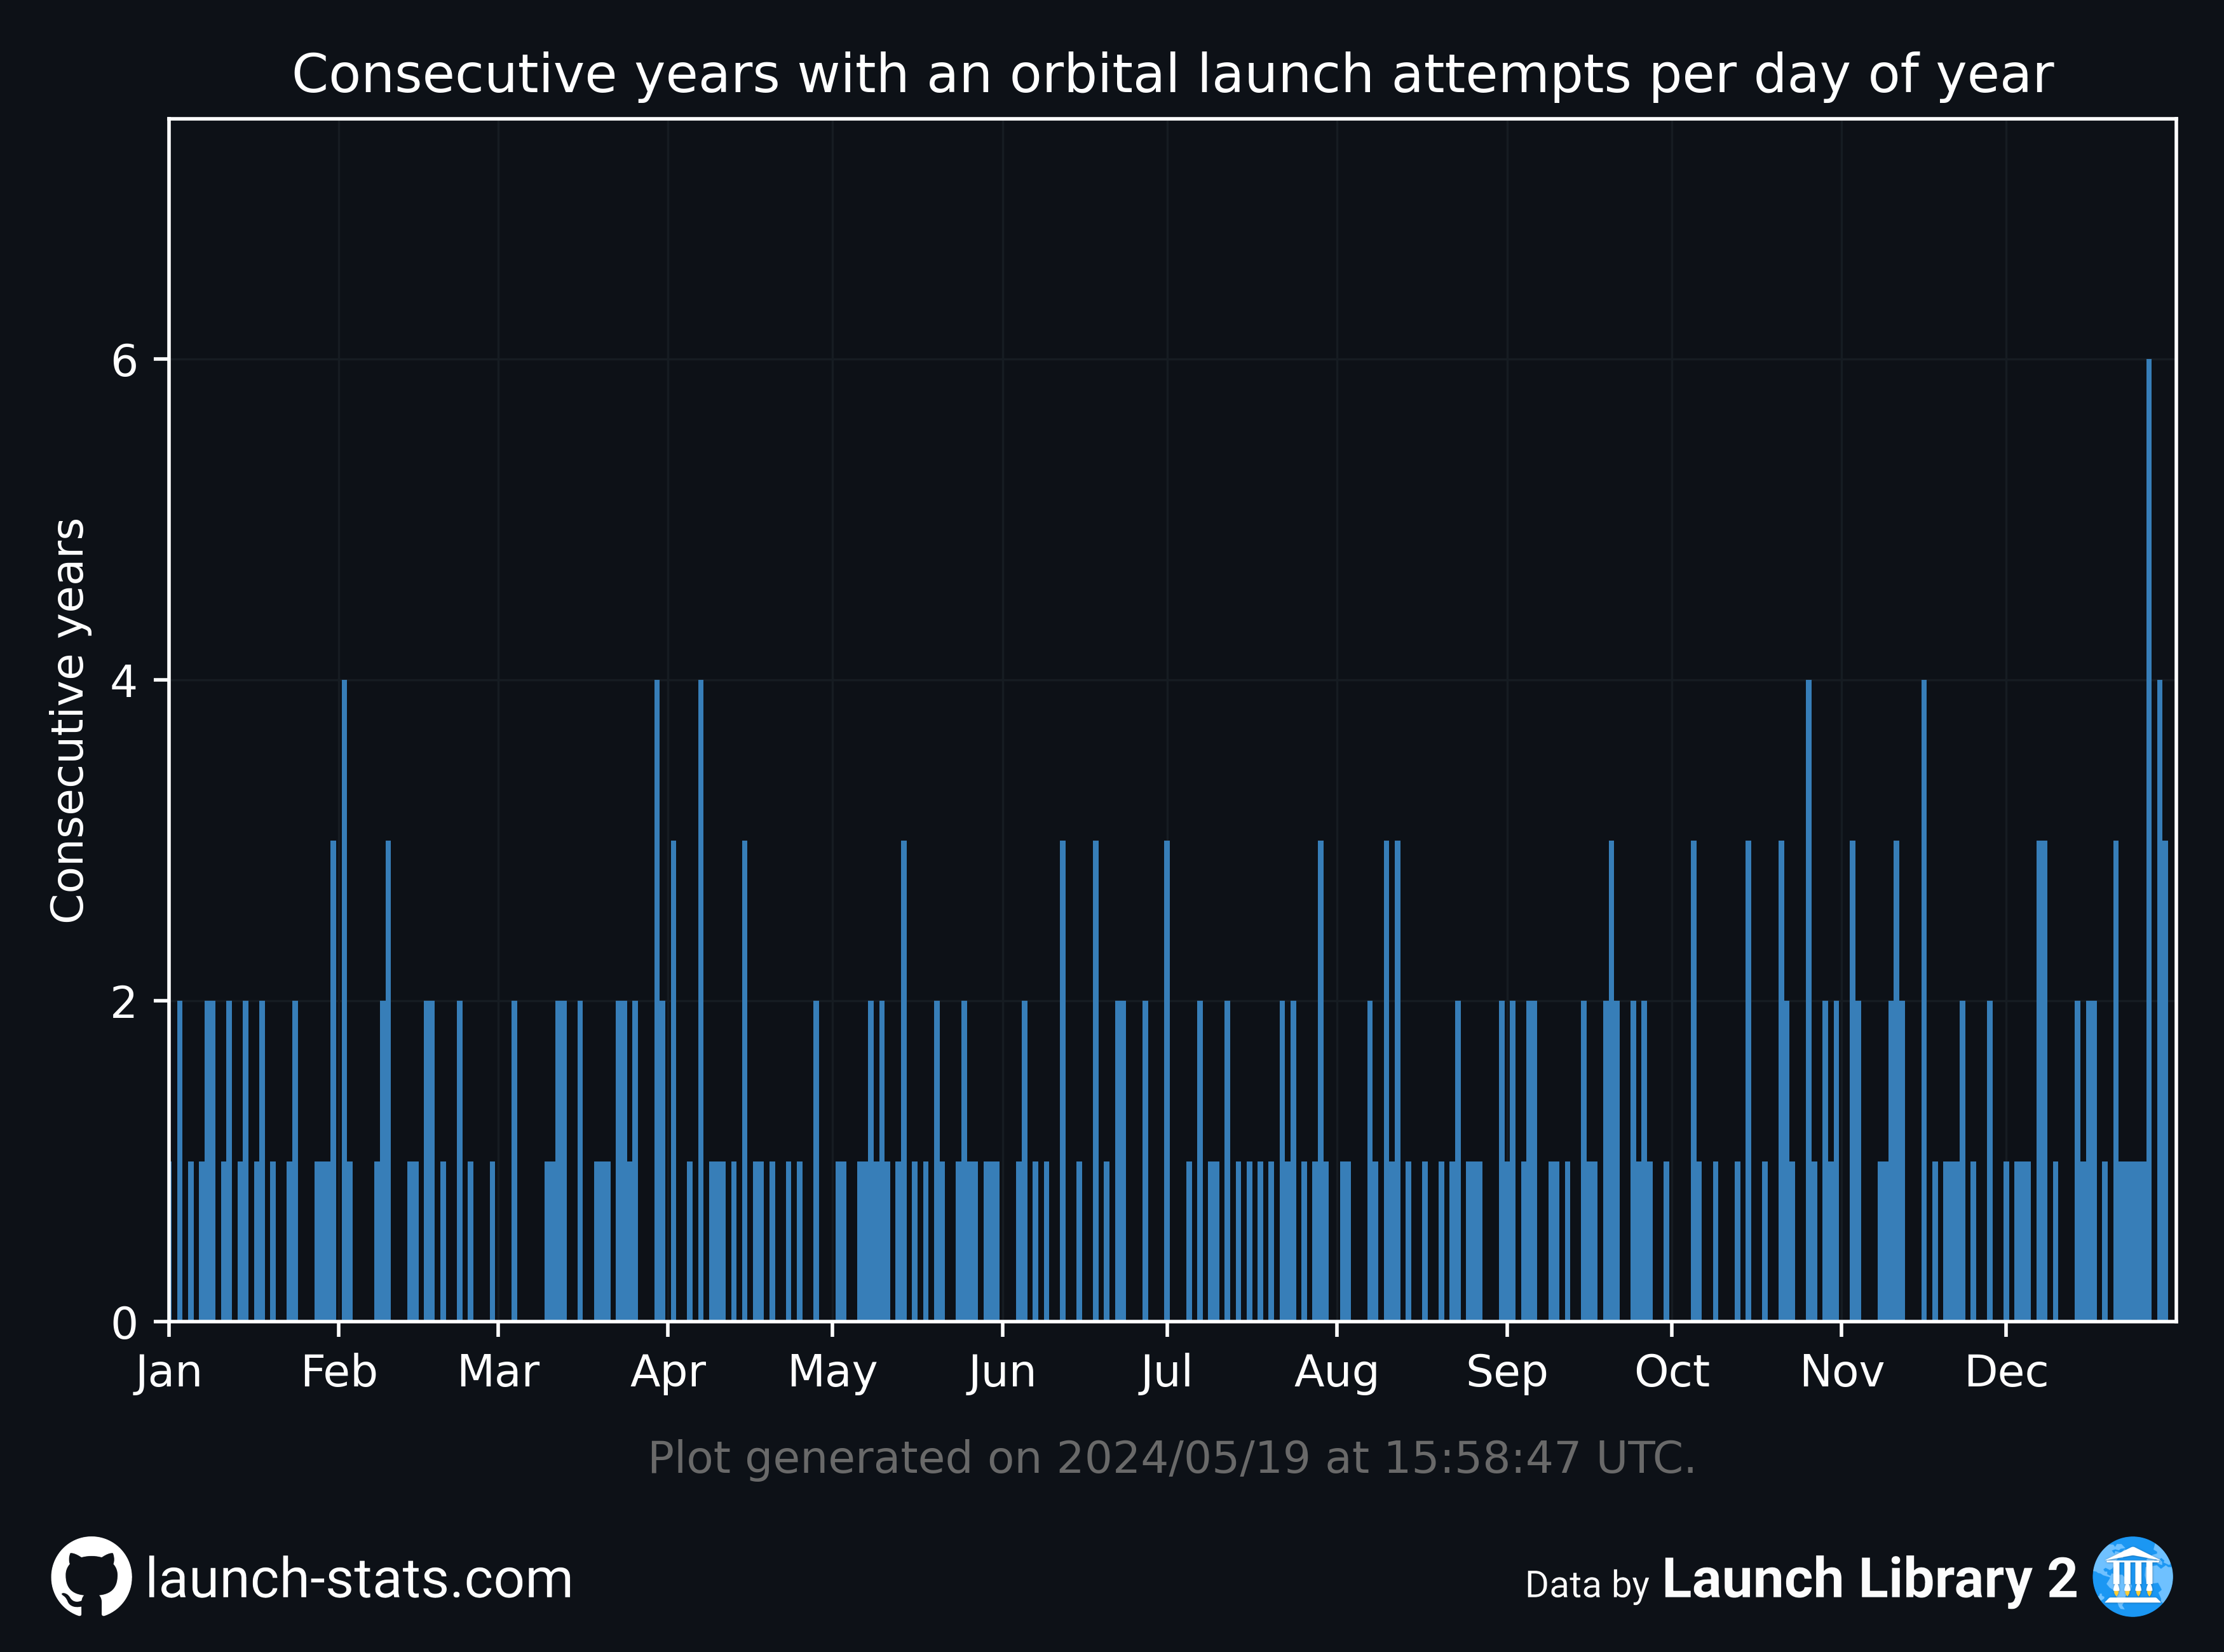 Consecutive years with an orbital launch attempts per day of year
Consecutive years
6
4
2
0
Jan Feb Mar Apr May Jun Jul Aug Sep Oct Nov Dec
Plot generated on 2024/05/19 at 15:58:47 UTC.
launch-stats.com
Data by Launch Library 2